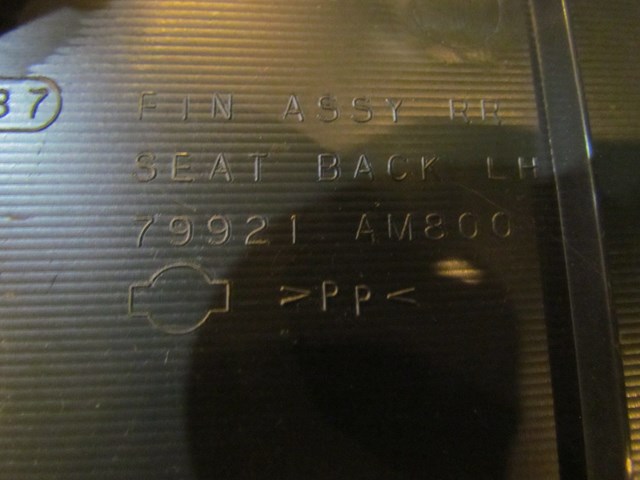 37
FIN ASSY RR
SEAT BACK LH
79921 AM800
>PP<